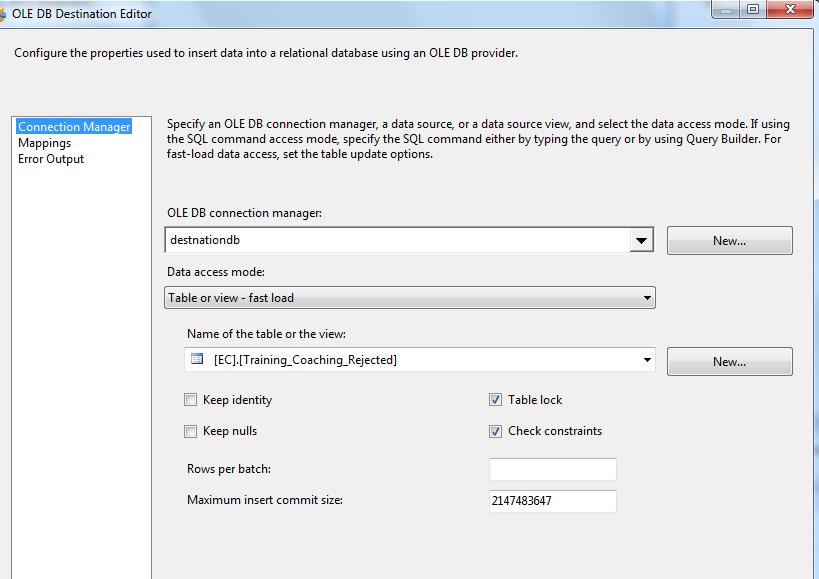 OLE DB Destination Editor
Configure the properties used to insert data into a relational database using an OLE DB provider.
Connection Manager
Mappings
Error Output
Specify an OLE DB connection manager, a data source, or a data source view, and select the data access mode. If using
the SQL command access mode, specify the SQL command either by typing the query or by using Query Builder. For
fast-load data access, set the table update options.
OLE DB connection manager:
destnationdb
New...
Data access mode:
Table or view - fast load
Name of the table or the view:
[EC].[Training_Coaching_Rejected]
New...
Keep identity
Table lock
Keep nulls
Check constraints
Rows per batch:
Maximum insert commit size:
2147483647